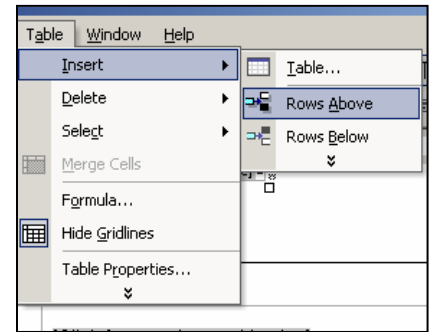 Table Window Help
Insert
Delete
Select
Merge Cells
Formula...
Hide Gridlines
Table Properties...
Table...
Rows Above
Rows Below